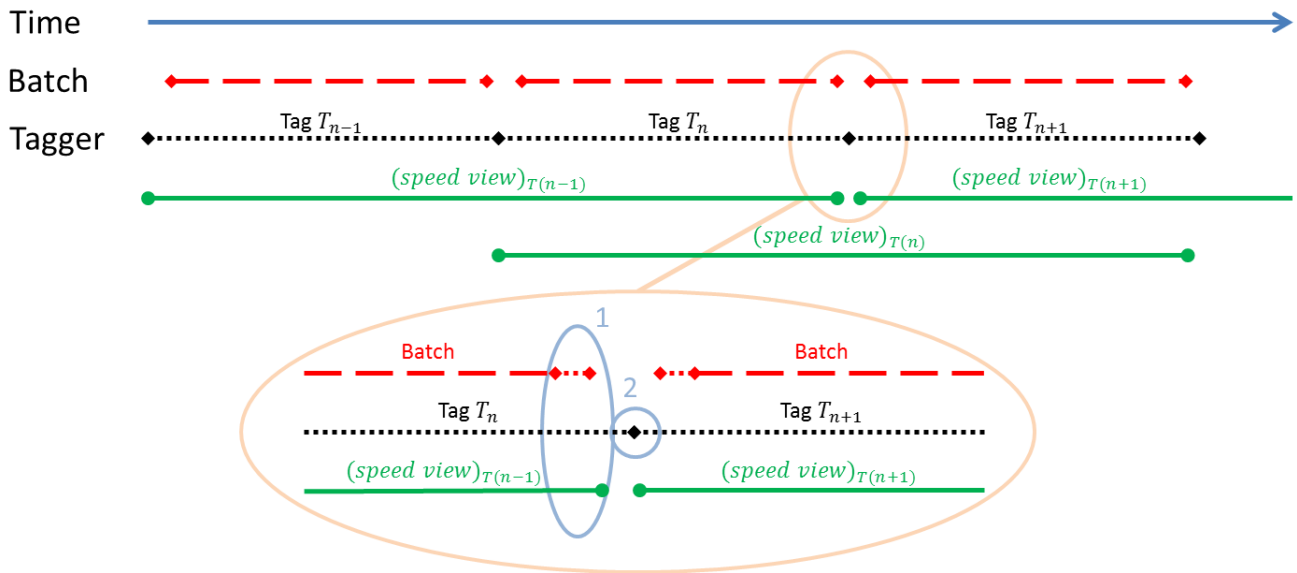 Time
Batch
Tag T_{n-1} Tag T_n Tag T_{n+1}
Tagger
(speed view)_{T(n-1)} (speed view)_{T(n+1)}
(speed view)_{T(n)}
1
Batch 2 Batch
Tag T_n Tag T_{n+1}
(speed view)_{T(n-1)} (speed view)_{T(n+1)}